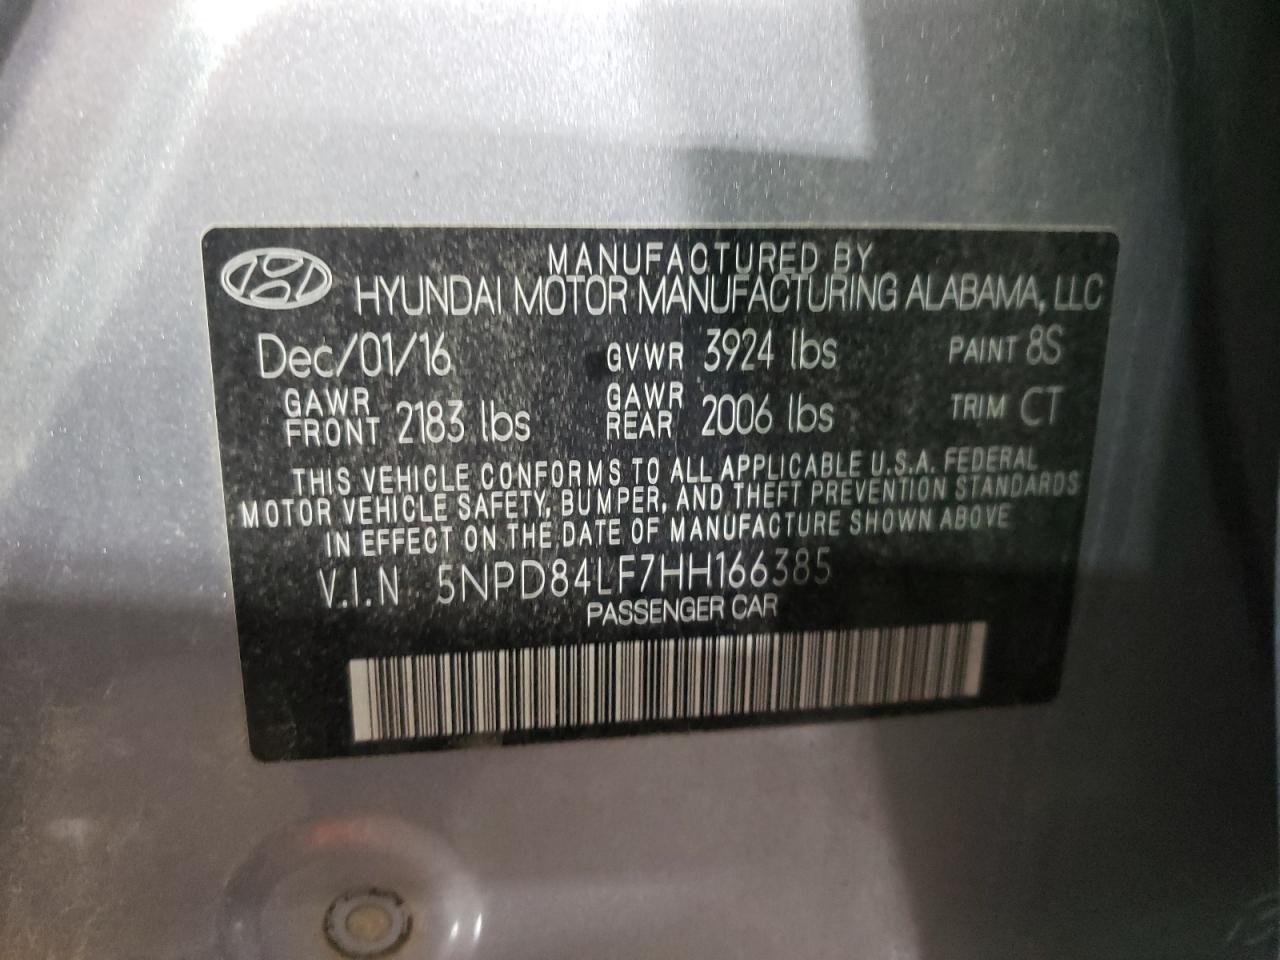 MANUFACTURED BY
HYUNDAI MOTOR MANUFACTURING ALABAMA, LLC
Dec/01/16 GVWR 3924 lbs PAINT 8S
GAWR FRONT 2183 lbs GAWR REAR 2006 lbs TRIM CT
THIS VEHICLE CONFORMS TO ALL APPLICABLE U.S.A. FEDERAL
MOTOR VEHICLE SAFETY, BUMPER, AND THEFT PREVENTION STANDARDS
IN EFFECT ON THE DATE OF MANUFACTURE SHOWN ABOVE
V.I.N 5NPD84LF7HH166385
PASSENGER CAR